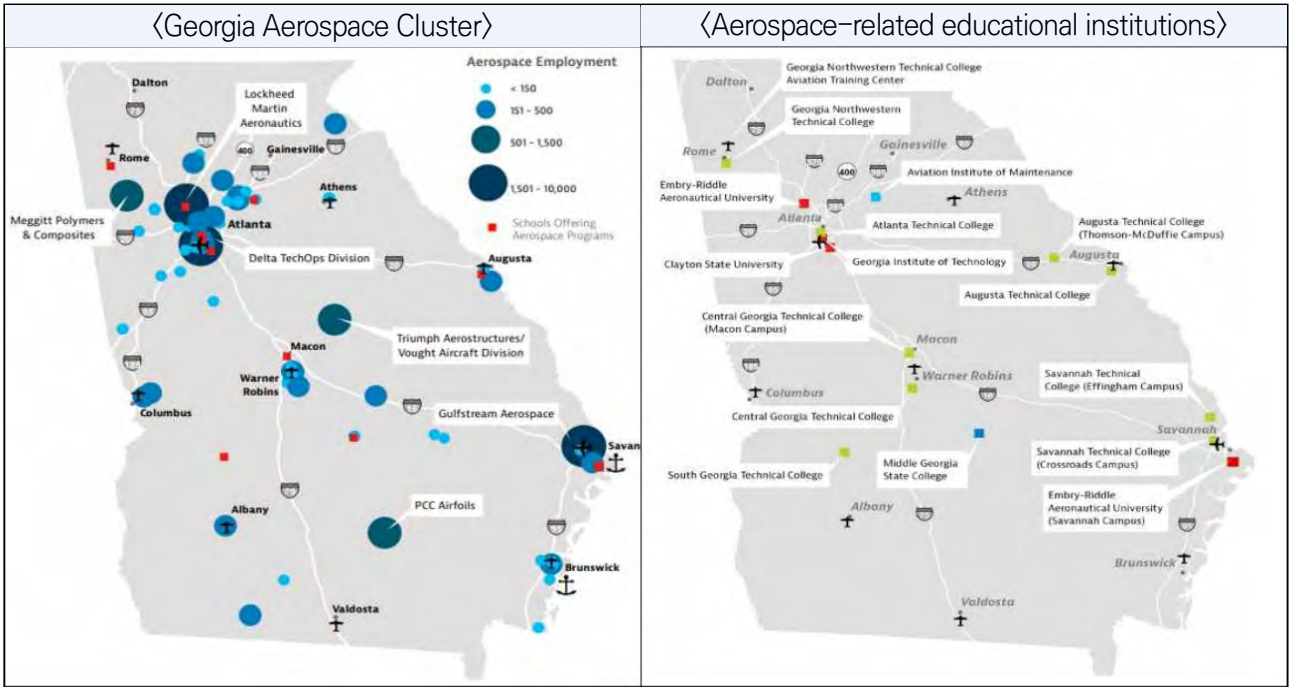 〈Georgia Aerospace Cluster〉
Aerospace Employment
< 150
151 - 500
501 - 1,500
1,501 - 10,000
Schools Offering
Aerospace Programs
Dalton
Lockheed
Martin
Aeronautics
400
Gainesville
Rome
Athens
Meggitt Polymers
& Composites
Atlanta
Delta TechOps Division
Augusta
Triumph Aerostructures/
Vought Aircraft Division
Macon
Warner
Robins
Columbus
Gulfstream Aerospace
Savan
PCC Airfoils
Albany
Brunswick
Valdosta
〈Aerospace-related educational institutions〉
Georgia Northwestern Technical College
Aviation Training Center
Dalton
Georgia Northwestern
Technical College
Rome
Gainesville
400
Aviation Institute of Maintenance
Embry-Riddle
Aeronautical University
Athens
Atlanta
Atlanta Technical College
Augusta Technical College
(Thomson-McDuffie Campus)
Clayton State University
Georgia Institute of Technology
Augusta
Augusta Technical College
Central Georgia Technical College
(Macon Campus)
Macon
Warner Robins
Savannah Technical
College (Effingham Campus)
Columbus
Central Georgia Technical College
Savannah
South Georgia Technical College
Middle Georgia
State College
Savannah Technical College
(Crossroads Campus)
Albany
Embry-Riddle
Aeronautical University
(Savannah Campus)
Brunswick
Valdosta